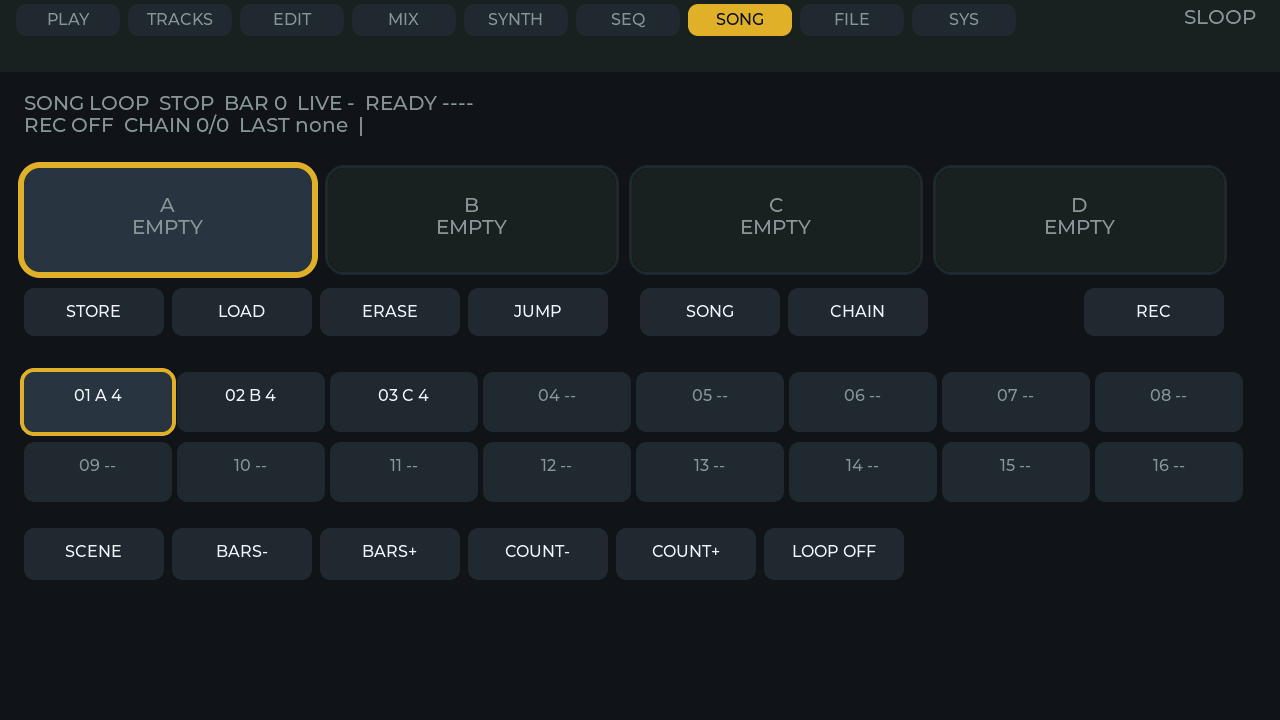 PLAY TRACKS EDIT MIX SYNTH SEQ SONG FILE SYS SLOOP
SONG LOOP  STOP  BAR 0  LIVE -  READY ----
REC OFF  CHAIN 0/0  LAST none  |
A B C D
EMPTY EMPTY EMPTY EMPTY
STORE LOAD ERASE JUMP SONG CHAIN REC
01 A 4 02 B 4 03 C 4 04 -- 05 -- 06 -- 07 -- 08 --
09 -- 10 -- 11 -- 12 -- 13 -- 14 -- 15 -- 16 --
SCENE BARS- BARS+ COUNT- COUNT+ LOOP OFF